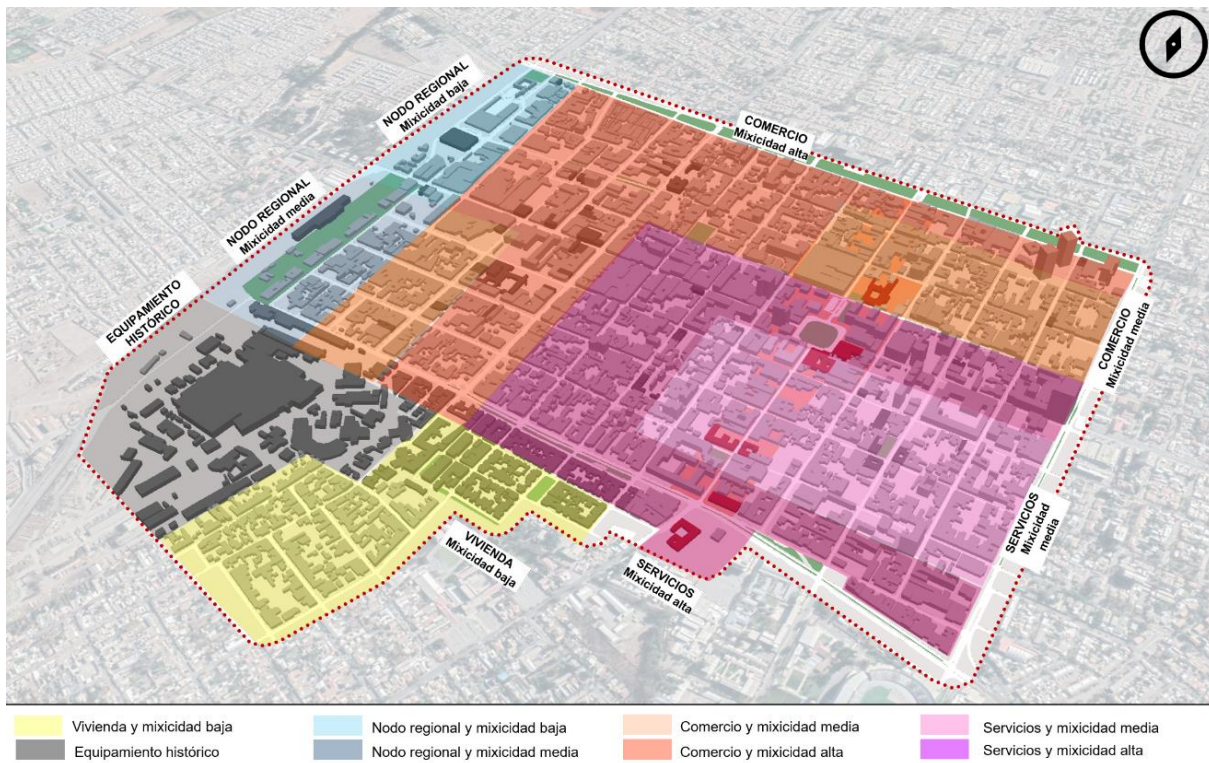 NODO REGIONAL
Mixicidad baja
COMERCIO
Mixicidad alta
NODO REGIONAL
Mixicidad media
EQUIPAMIENTO
HISTÓRICO
COMERCIO
Mixicidad media
SERVICIOS
Mixicidad
media
VIVIENDA
Mixicidad baja
SERVICIOS
Mixicidad alta
Vivienda y mixicidad baja
Nodo regional y mixicidad baja
Comercio y mixicidad media
Servicios y mixicidad media
Equipamiento histórico
Nodo regional y mixicidad media
Comercio y mixicidad alta
Servicios y mixicidad alta